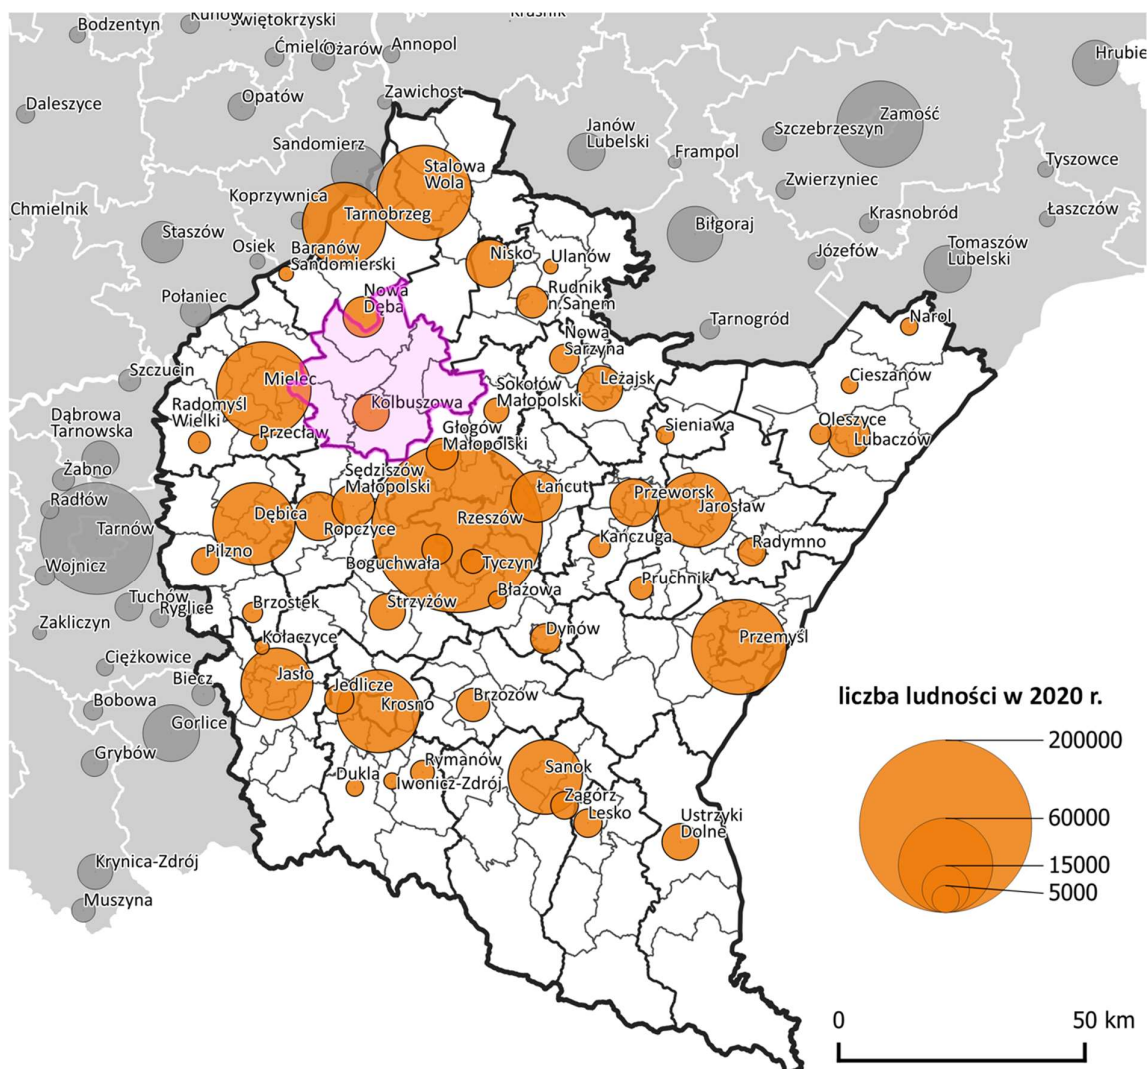 Bodzentyn
Świętokrzyski
Ćmielów
Ożarów
Annopol
Hrubie
Daleszyce
Opatów
Zawichost
Zamość
Janów
Lubelski
Szczebrzeszyn
Sandomierz
Frampol
Stalowa
Wola
Tyszowce
Zwierzyniec
Koprzywnica
Chmielnik
Tarnobrzeg
Krasnobród
Łaszczów
Staszów
Biłgoraj
Osiek
Baranów
Sandomierski
Nisko
Ulanów
Józefów
Tomaszów
Lubelski
Połaniec
Nowa
Dęba
Rudnik
n.Sanem
Tarnogród
Narol
Nowa
Sarzyna
Szczucin
Mielec
Leżajsk
Cieszanów
Kolbuszowa
Sokołów
Małopolski
Radomyśl
Wielki
Dąbrowa
Tarnowska
Przecław
Głogów
Małopolski
Sieniawa
Oleszyce
Lubaczów
Żabno
Sędziszów
Małopolski
Radłów
Łańcut
Przeworsk
Jarosław
Tarnów
Dębica
Ropczyce
Rzeszów
Kańczuga
Radymno
Pilzno
Boguchwała
Tyczyn
Wojnicz
Pruchnik
Tuchów
Ryglice
Brzostek
Strzyżów
Błażowa
Zakliczyn
Dynów
Przemyśl
Kołaczyce
Ciężkowice
Biecz
Jasło
Jedlicze
Krosno
Brzozów
Bobowa
Gorlice
liczba ludności w 2020 r.
200000
Grybów
Dukla
Rymanów
Iwonicz-Zdrój
Sanok
Zagórz
Lesko
Ustrzyki
Dolne
60000
15000
5000
Krynica-Zdrój
Muszyna
0
50 km